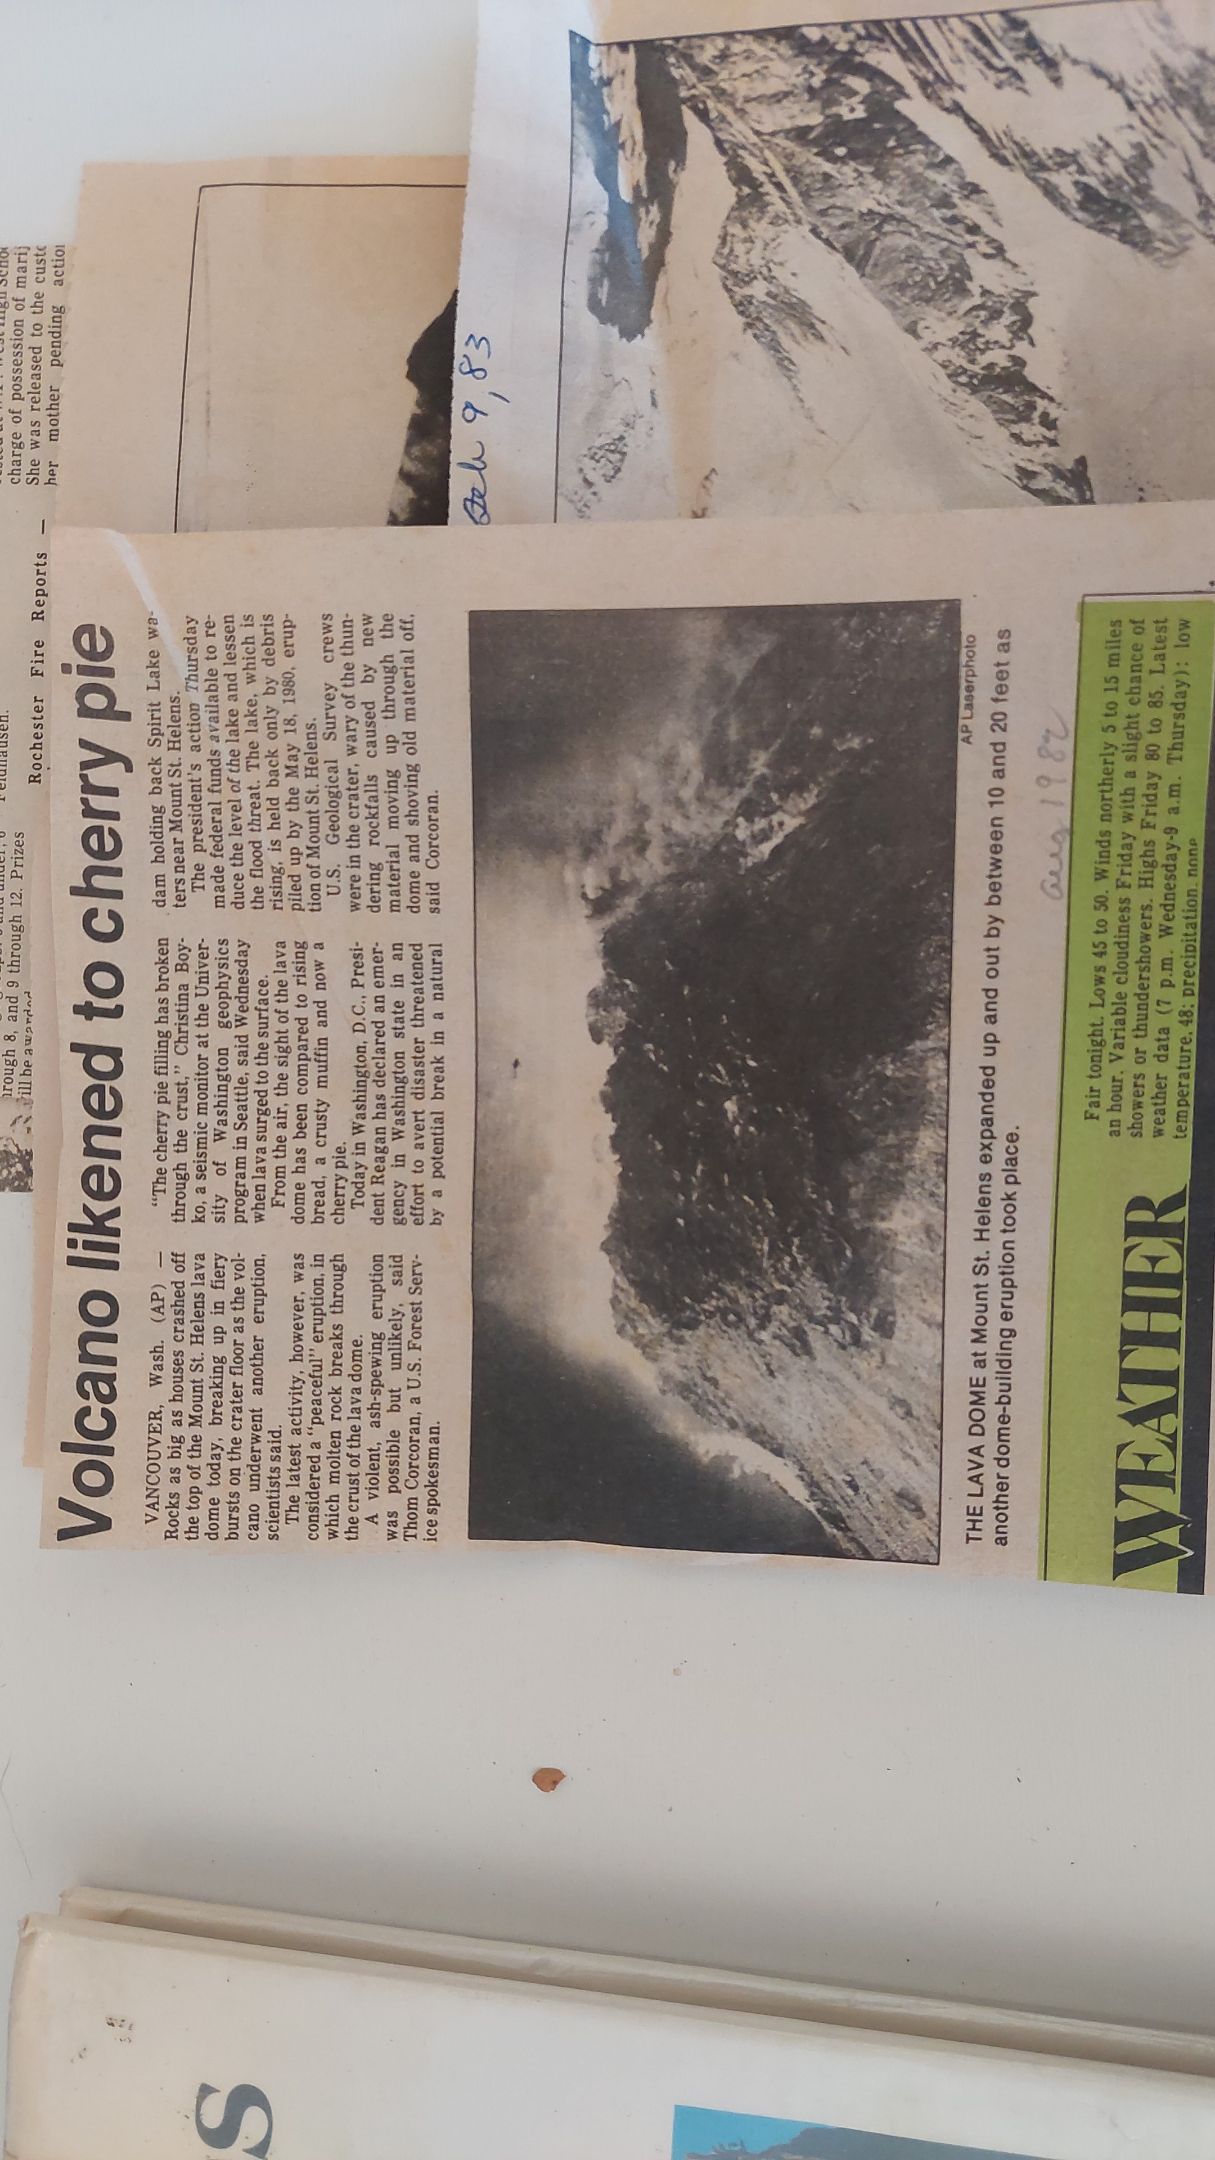 charge of possession of marij
She was released to the custo
her mother pending action
Rochester Fire Reports —
Feldhausen.
through 8, and 9 through 12. Prizes
Volcano likened to cherry pie
VANCOUVER, Wash. (AP) —
Rocks as big as houses crashed off
the top of the Mount St. Helens lava
dome today, breaking up in fiery
bursts on the crater floor as the vol-
cano underwent another eruption,
scientists said.
The latest activity, however, was
considered a "peaceful" eruption, in
which molten rock breaks through
the crust of the lava dome.
A violent, ash-spewing eruption
was possible but unlikely, said
Thom Corcoran, a U.S. Forest Serv-
ice spokesman.
"The cherry pie filling has broken
through the crust," Christina Boy-
ko, a seismic monitor at the Univer-
sity of Washington geophysics
program in Seattle, said Wednesday
when lava surged to the surface.
From the air, the sight of the lava
dome has been compared to rising
bread, a crusty muffin and now a
cherry pie.
Today in Washington, D.C., Presi-
dent Reagan has declared an emer-
gency in Washington state in an
effort to avert disaster threatened
by a potential break in a natural
dam holding back Spirit Lake wa-
ters near Mount St. Helens.
The president's action Thursday
made federal funds available to re-
duce the level of the lake and lessen
the flood threat. The lake, which is
rising, is held back only by debris
piled up by the May 18, 1980, erup-
tion of Mount St. Helens.
U.S. Geological Survey crews
were in the crater, wary of the thun-
dering rockfalls caused by new
material moving up through the
dome and shoving old material off,
said Corcoran.
AP Laserphoto
THE LAVA DOME at Mount St. Helens expanded up and out by between 10 and 20 feet as
another dome-building eruption took place.
Aug 1982
WEATHER
Fair tonight. Lows 45 to 50. Winds northerly 5 to 15 miles
an hour. Variable cloudiness Friday with a slight chance of
showers or thundershowers. Highs Friday 80 to 85. Latest
weather data (7 p.m. Wednesday-9 a.m. Thursday): low
temperature, 48; precipitation, none
9, 83
S